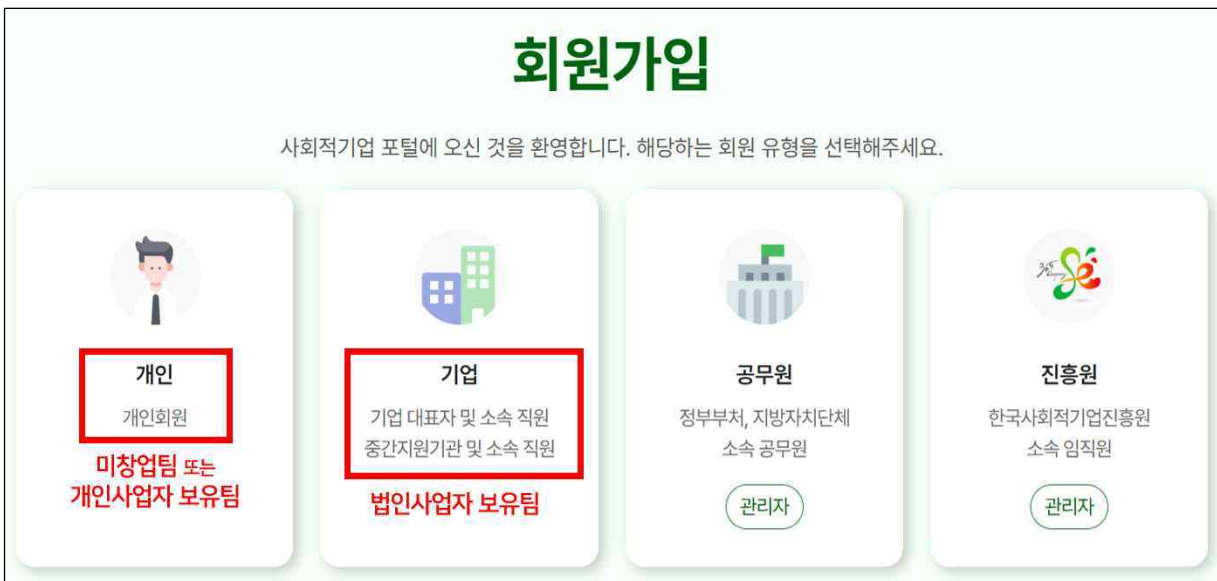 회원가입
사회적기업 포털에 오신 것을 환영합니다. 해당하는 회원 유형을 선택해주세요.
개인
개인회원
미창업팀 또는
개인사업자 보유팀
기업
기업 대표자 및 소속 직원
중간지원기관 및 소속 직원
법인사업자 보유팀
공무원
정부부처, 지방자치단체
소속 공무원
관리자
진흥원
한국사회적기업진흥원
소속 임직원
관리자